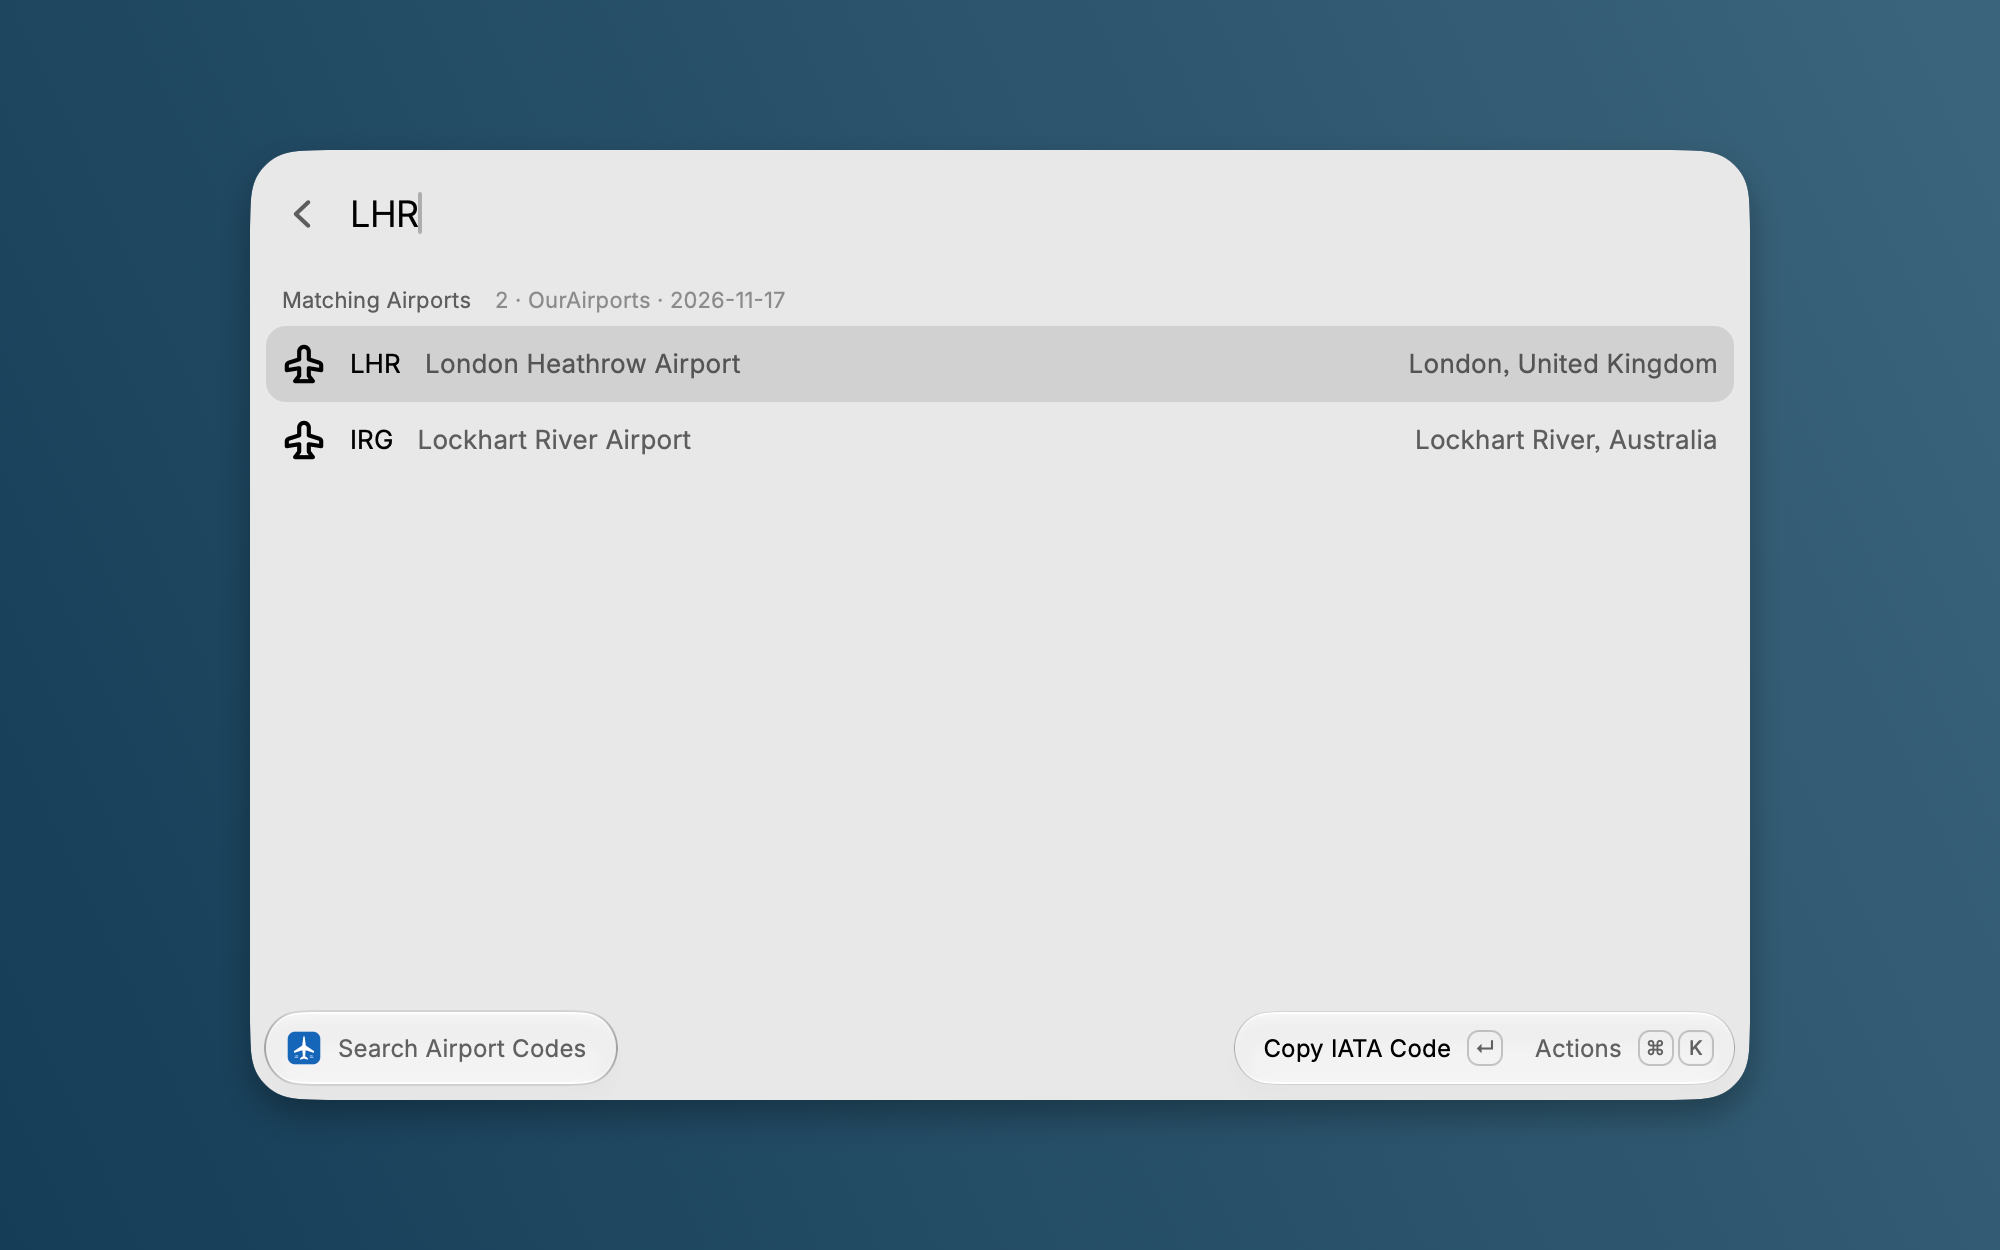 LHR
Matching Airports 2 · OurAirports · 2026-11-17
LHR London Heathrow Airport London, United Kingdom
IRG Lockhart River Airport Lockhart River, Australia
Search Airport Codes Copy IATA Code ↵ Actions ⌘ K